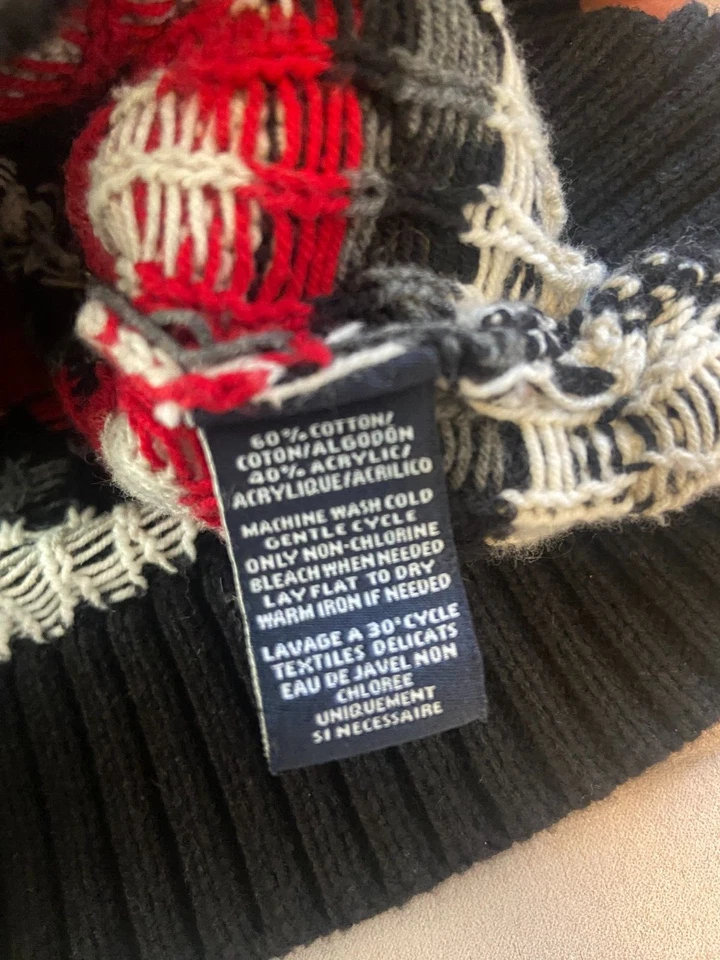 60% COTTON/
COTON/ALGODÓN
40% ACRYLIC/
ACRYLIQUE/ACRILICO
MACHINE WASH COLD
GENTLE CYCLE
ONLY NON-CHLORINE
BLEACH WHEN NEEDED
LAY FLAT TO DRY
WARM IRON IF NEEDED
LAVAGE A 30° CYCLE
TEXTILES DELICATS
EAU DE JAVEL NON
CHLOREE
UNIQUEMENT
SI NECESSAIRE